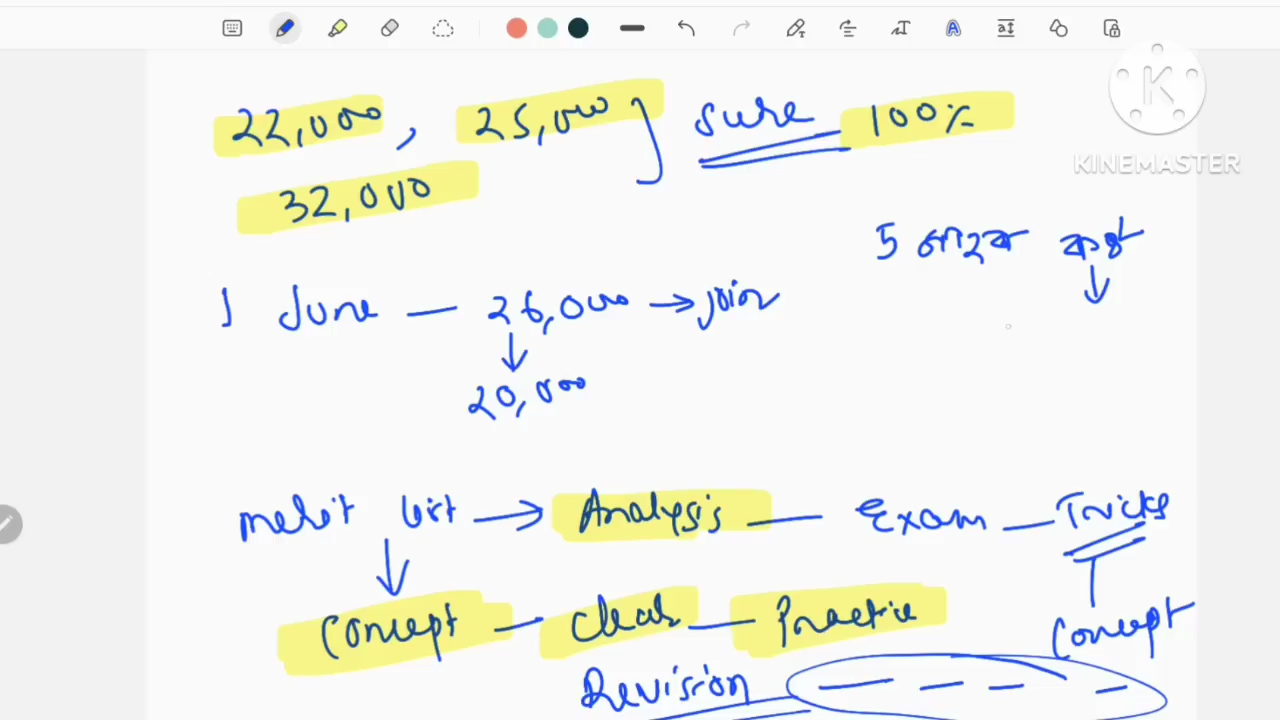 22,000, 25,000] sure 100%
32,000
KINEMASTER
5 हजार
1 June — 26,000 → join
↓
20,000
merit list → Analysis — Exam — Tricks
Concept — Clear — Practice
Concept
Revision